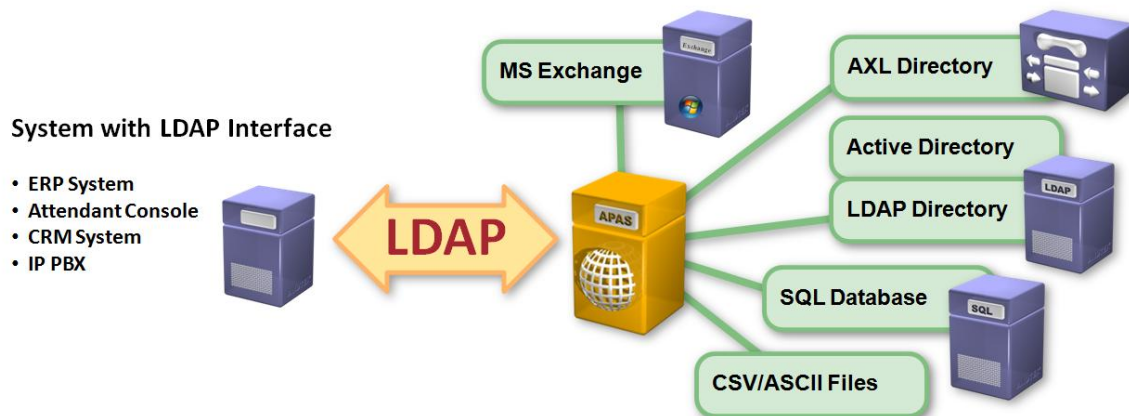 System with LDAP Interface
• ERP System
• Attendant Console
• CRM System
• IP PBX
LDAP
APAS
MS Exchange
Exchange
AXL Directory
Active Directory
LDAP Directory
LDAP
SQL Database
SQL
CSV/ASCII Files